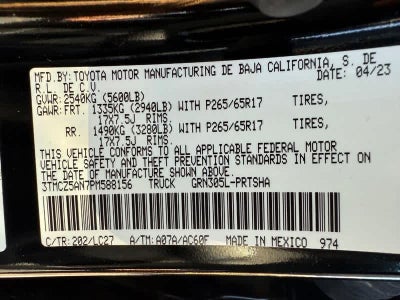 MFD.BY: TOYOTA MOTOR MANUFACTURING DE BAJA CALIFORNIA, S. DE
R.L. DE C.V. DATE: 04/23
GVWR: 2540KG (5600LB)
GAWR: FRT. 1335KG (2940LB) WITH P265/65R17 TIRES,
17X7.5J RIMS
RR. 1490KG (3280LB) WITH P265/65R17 TIRES,
17X7.5J RIMS
THIS VEHICLE CONFORMS TO ALL APPLICABLE FEDERAL MOTOR
VEHICLE SAFETY AND THEFT PREVENTION STANDARDS IN EFFECT ON
THE DATE OF MANUFACTURE SHOWN ABOVE.
3TMCZ5AN7PM588156 TRUCK GRN305L-PRTSHA
C/TR: 202/LC27 A/TM: A07A/AC60F MADE IN MEXICO 974